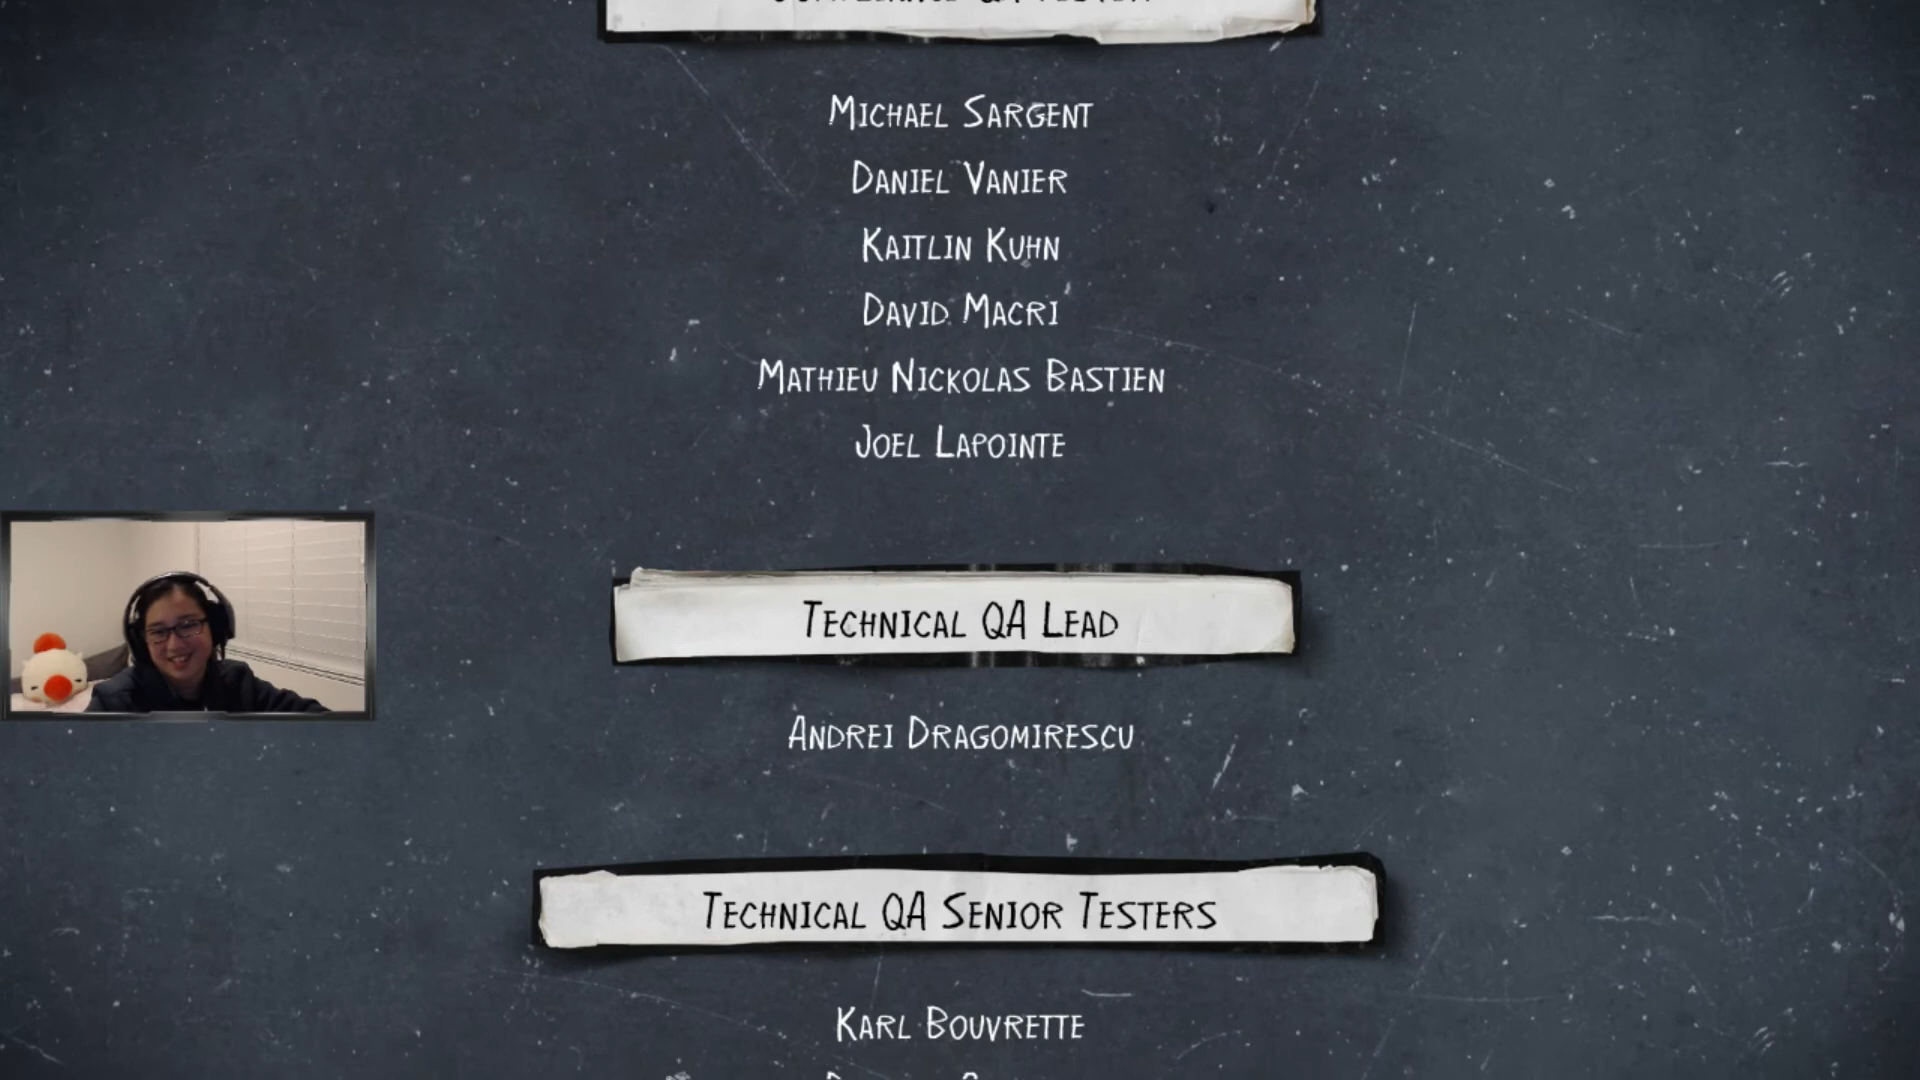 Michael Sargent
Daniel Vanier
Kaitlin Kuhn
David Macri
Mathieu Nickolas Bastien
Joel Lapointe
Technical QA Lead
Andrei Dragomirescu
Technical QA Senior Testers
Karl Bouvrette